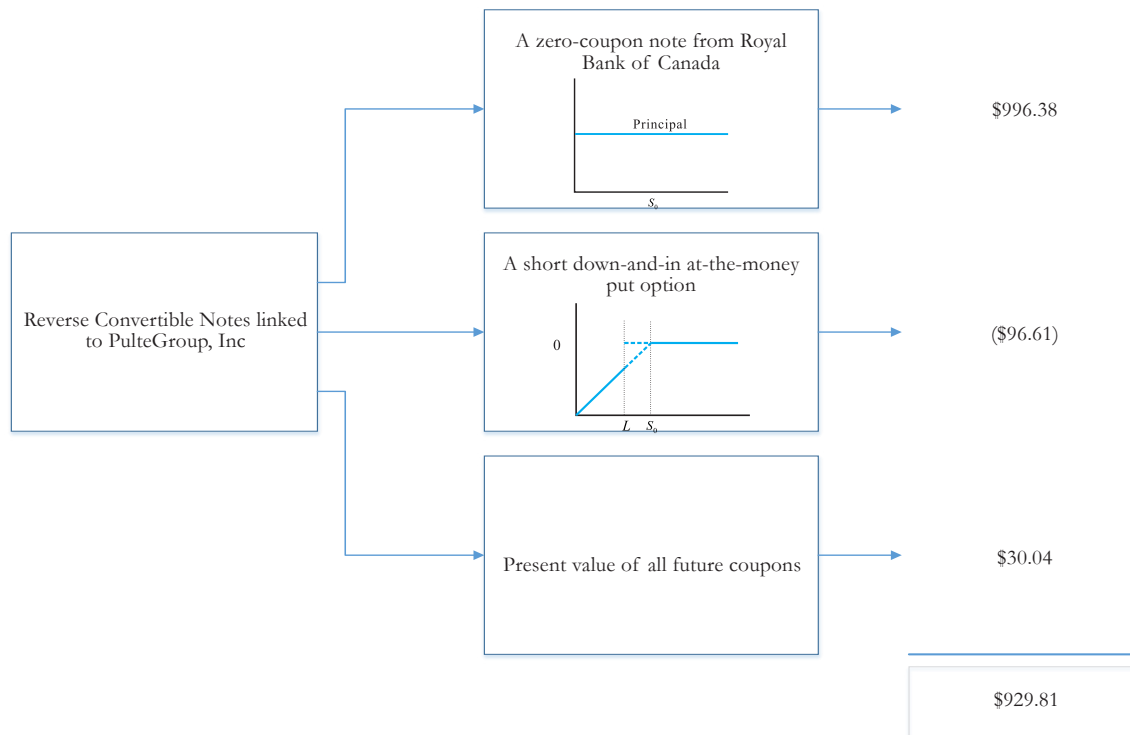 A zero-coupon note from Royal
Bank of Canada
Principal
S₀
$996.38
Reverse Convertible Notes linked
to PulteGroup, Inc
A short down-and-in at-the-money
put option
0
L S₀
($96.61)
Present value of all future coupons
$30.04
$929.81